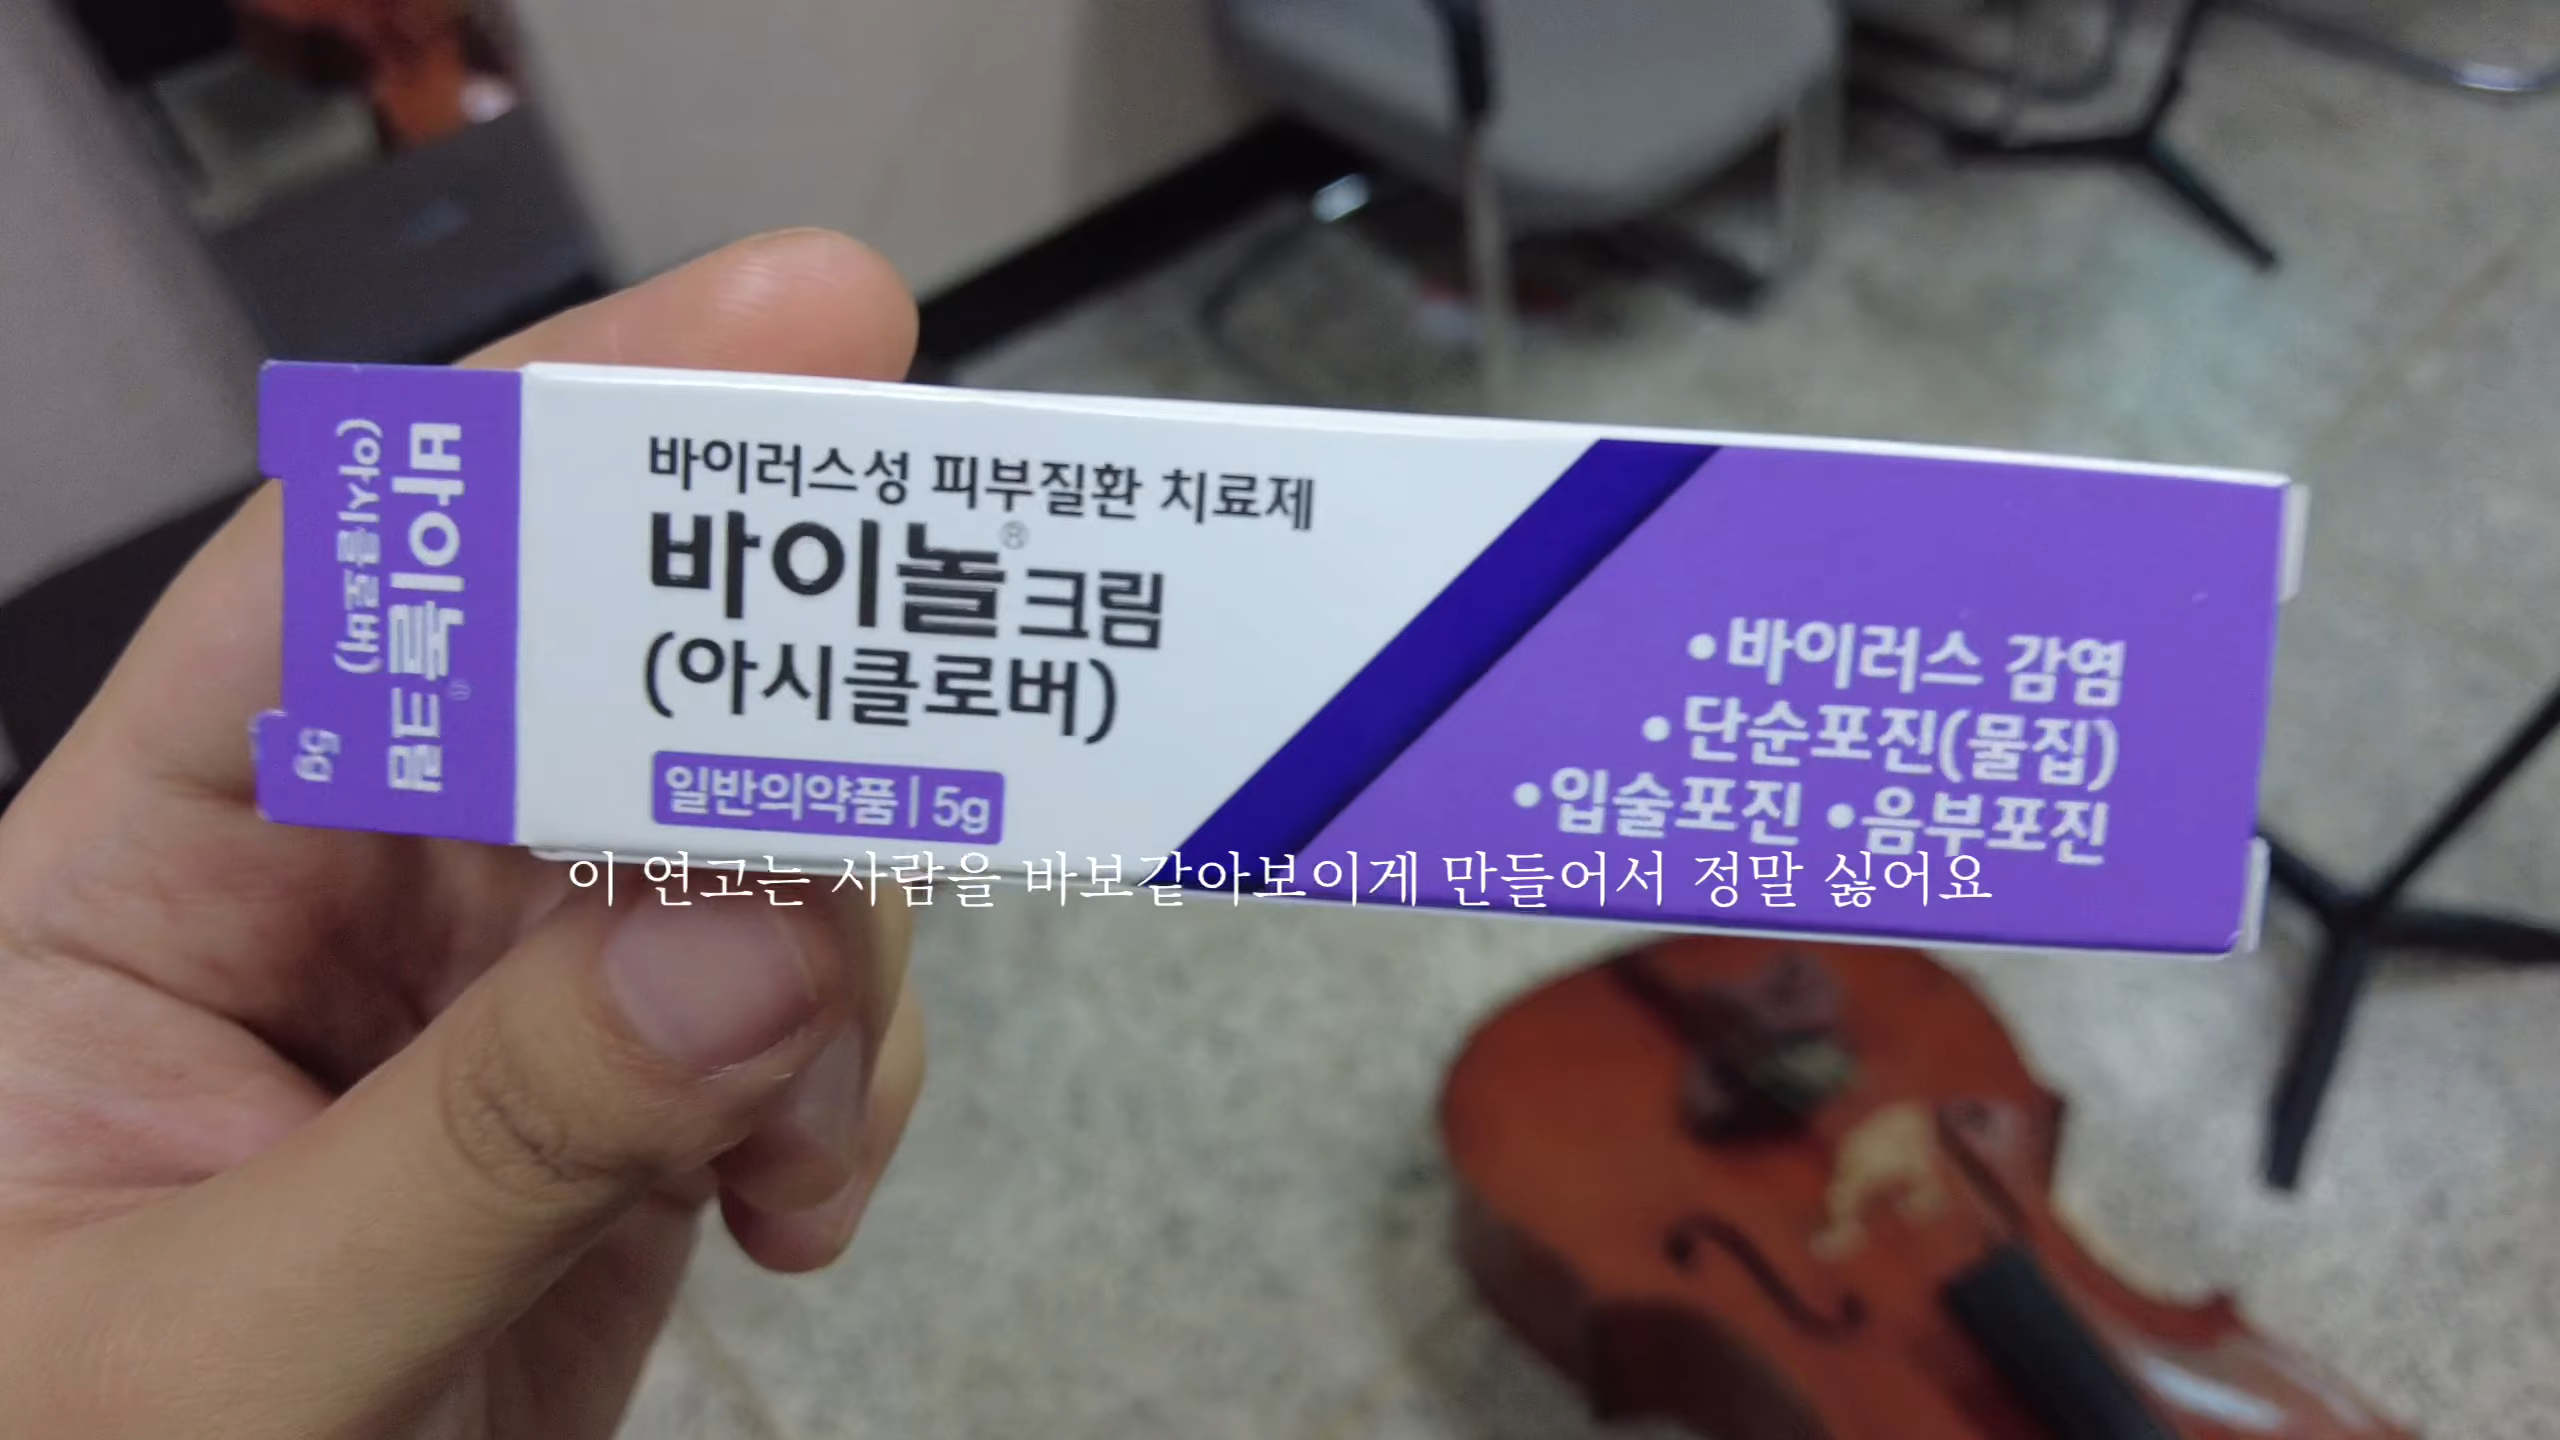 바이놀® 크림
(아시클로버)
5g
바이러스성 피부질환 치료제
바이놀® 크림
(아시클로버)
일반의약품 | 5g
•바이러스 감염
•단순포진(물집)
•입술포진 •음부포진
이 연고는 사람을 바보같아보이게 만들어서 정말 싫어요